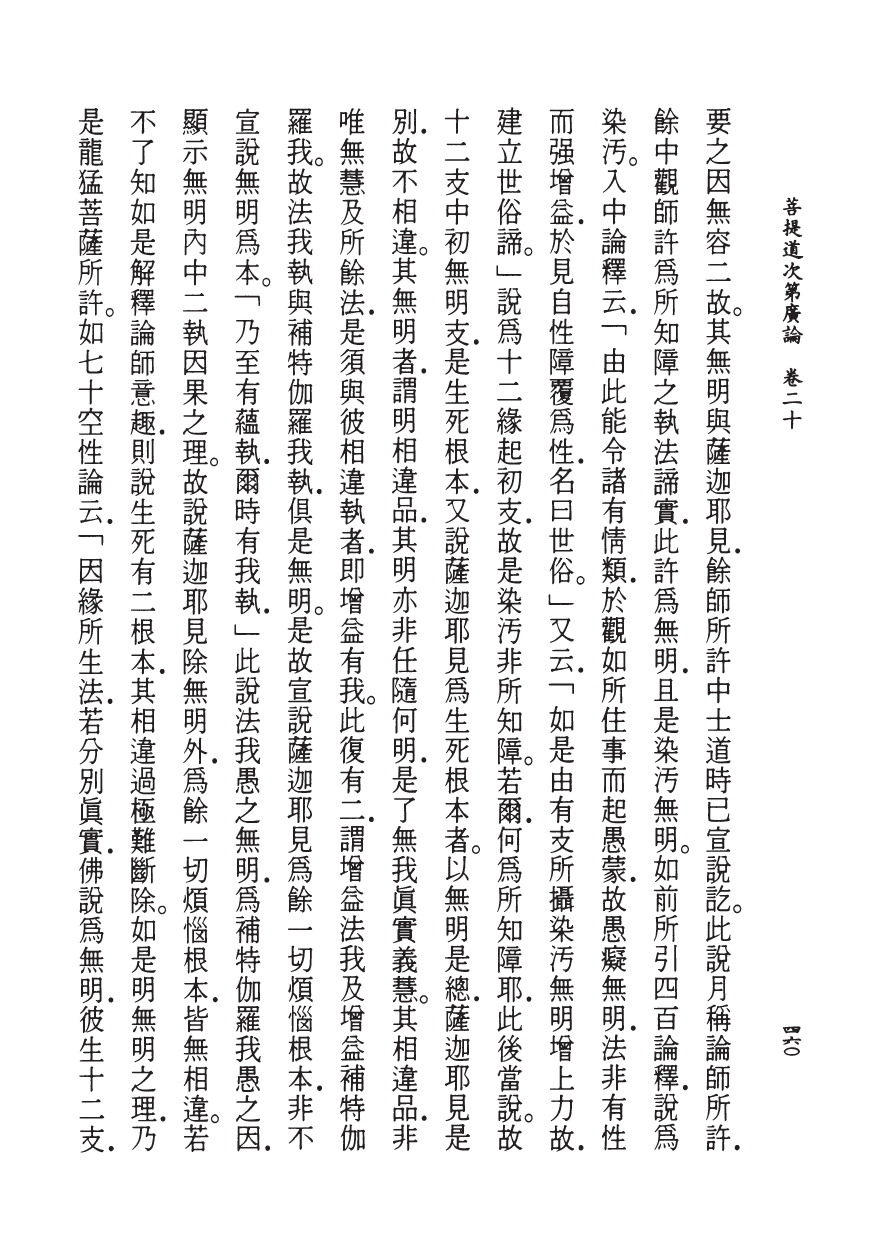 菩提道次第廣論　卷二十
四六〇
要之因無容二故。其無明與薩迦耶見．餘師所許中士道時已宣說訖。此說月稱論師所許．
餘中觀師許爲所知障之執法諦實．此許爲無明．且是染汚無明。如前所引四百論釋．說爲
染汚。入中論釋云．「由此能令諸有情類．於觀如所住事而起愚蒙．故愚癡無明．法非有性
而强增益．於見自性障覆爲性．名曰世俗。」又云．「如是由有支所攝染汚無明增上力故．
建立世俗諦。」說爲十二緣起初支．故是染汚非所知障。若爾．何爲所知障耶．此後當說。故
十二支中初無明支．是生死根本．又說薩迦耶見爲生死根本者。以無明是總．薩迦耶見是
別．故不相違。其無明者．謂明相違品．其明亦非任隨何明．是了無我眞實義慧。其相違品．非
唯無慧及所餘法．是須與彼相違執者．即增益有我。此復有二．謂增益法我及增益補特伽
羅我。故法我執與補特伽羅我執．俱是無明。是故宣說薩迦耶見爲餘一切煩惱根本．非不
宣說無明爲本。「乃至有蘊執．爾時有我執．」此說法我愚之無明．爲補特伽羅我愚之因．
顯示無明內中二執因果之理。故說薩迦耶見除無明外．爲餘一切煩惱根本．皆無相違。若
不了知如是解釋論師意趣．則說生死有二根本．其相違過極難斷除。如是明無明之理．乃
是龍猛菩薩所許。如七十空性論云．「因緣所生法．若分別眞實．佛說爲無明．彼生十二支．